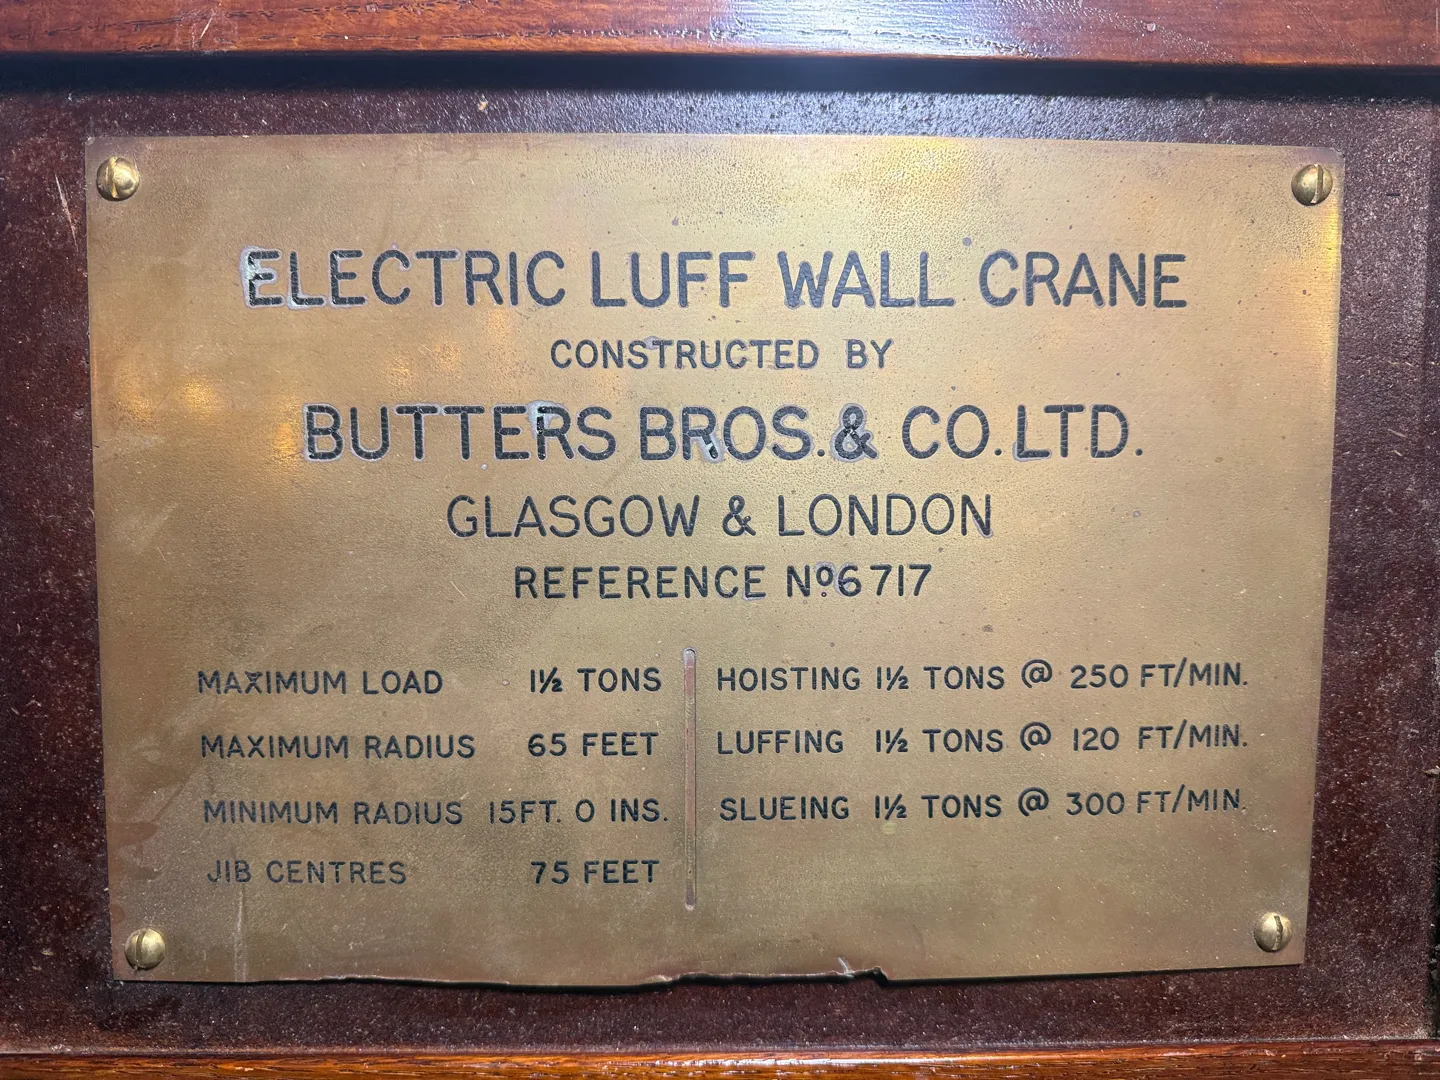 ELECTRIC LUFF WALL CRANE
CONSTRUCTED BY
BUTTERS BROS. & CO. LTD.
GLASGOW & LONDON
REFERENCE Nº 6717
MAXIMUM LOAD 1½ TONS
MAXIMUM RADIUS 65 FEET
MINIMUM RADIUS 15FT. 0 INS.
JIB CENTRES 75 FEET
HOISTING 1½ TONS @ 250 FT/MIN.
LUFFING 1½ TONS @ 120 FT/MIN.
SLUEING 1½ TONS @ 300 FT/MIN.